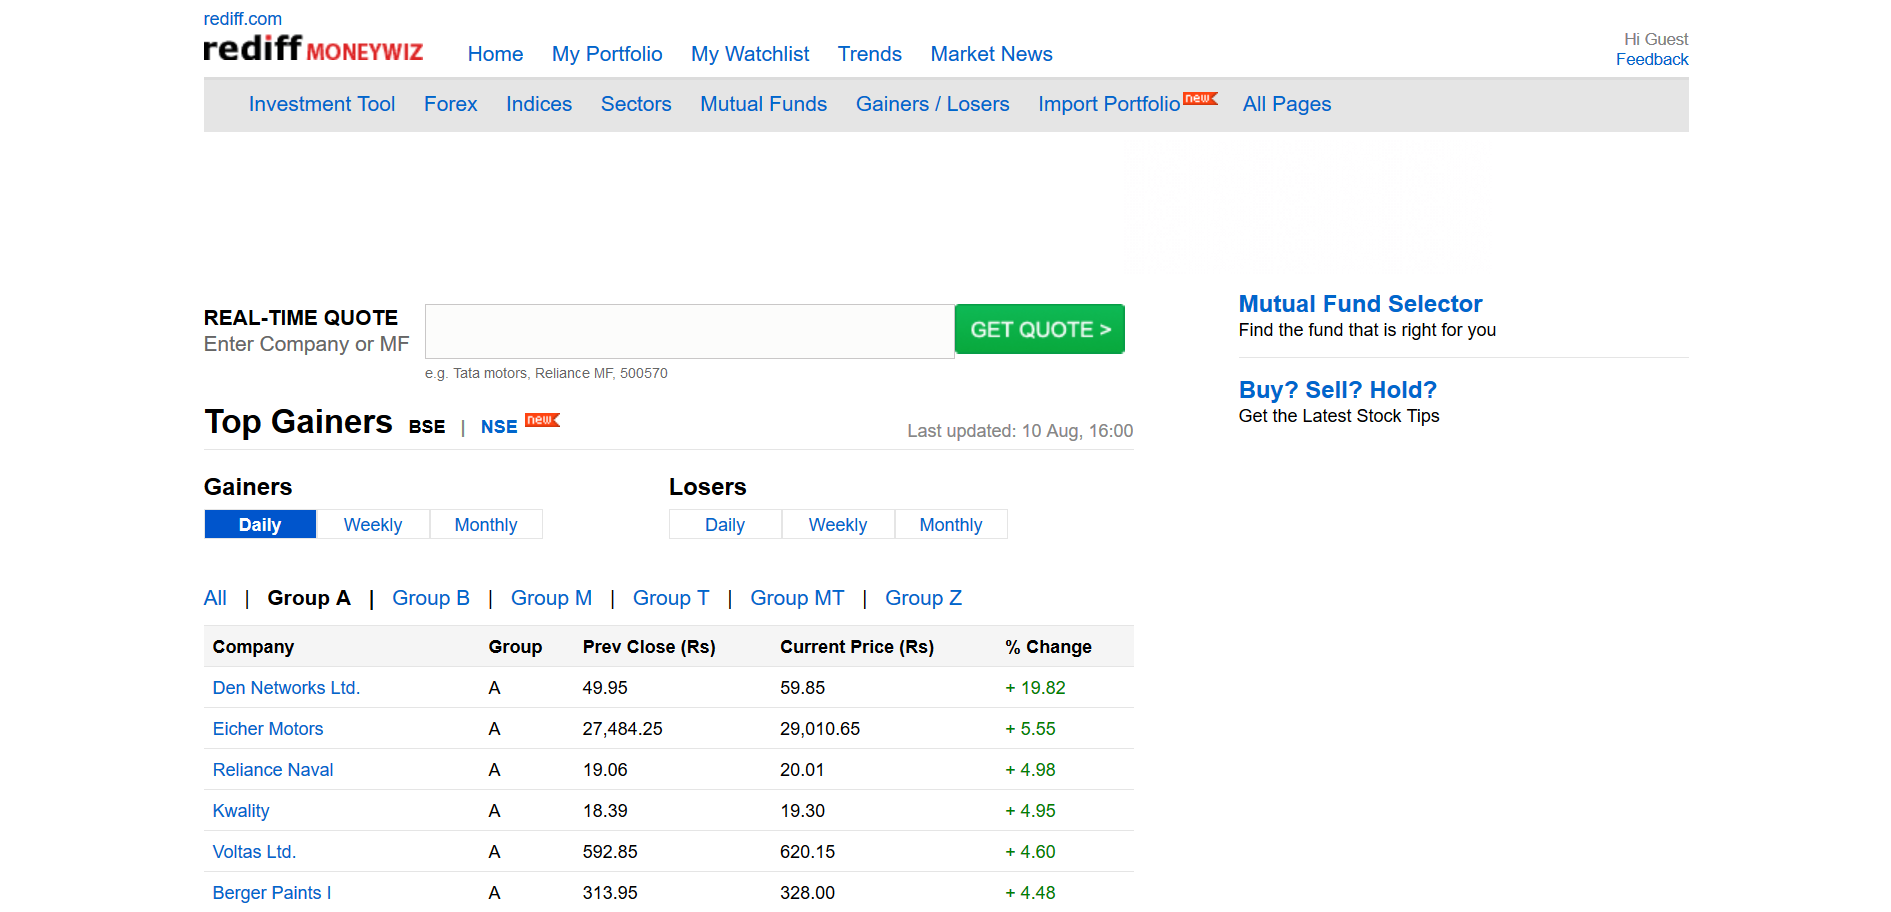 rediff.com
rediff MONEYWIZ
Home My Portfolio My Watchlist Trends Market News
Hi Guest
Feedback
Investment Tool Forex Indices Sectors Mutual Funds Gainers / Losers Import Portfolio new All Pages
REAL-TIME QUOTE
Enter Company or MF
GET QUOTE >
e.g. Tata motors, Reliance MF, 500570
Mutual Fund Selector
Find the fund that is right for you
Buy? Sell? Hold?
Get the Latest Stock Tips
Top Gainers BSE | NSE new
Last updated: 10 Aug, 16:00
Gainers
Daily Weekly Monthly
Losers
Daily Weekly Monthly
All | Group A | Group B | Group M | Group T | Group MT | Group Z
Company Group Prev Close (Rs) Current Price (Rs) % Change
Den Networks Ltd. A 49.95 59.85 + 19.82
Eicher Motors A 27,484.25 29,010.65 + 5.55
Reliance Naval A 19.06 20.01 + 4.98
Kwality A 18.39 19.30 + 4.95
Voltas Ltd. A 592.85 620.15 + 4.60
Berger Paints I A 313.95 328.00 + 4.48